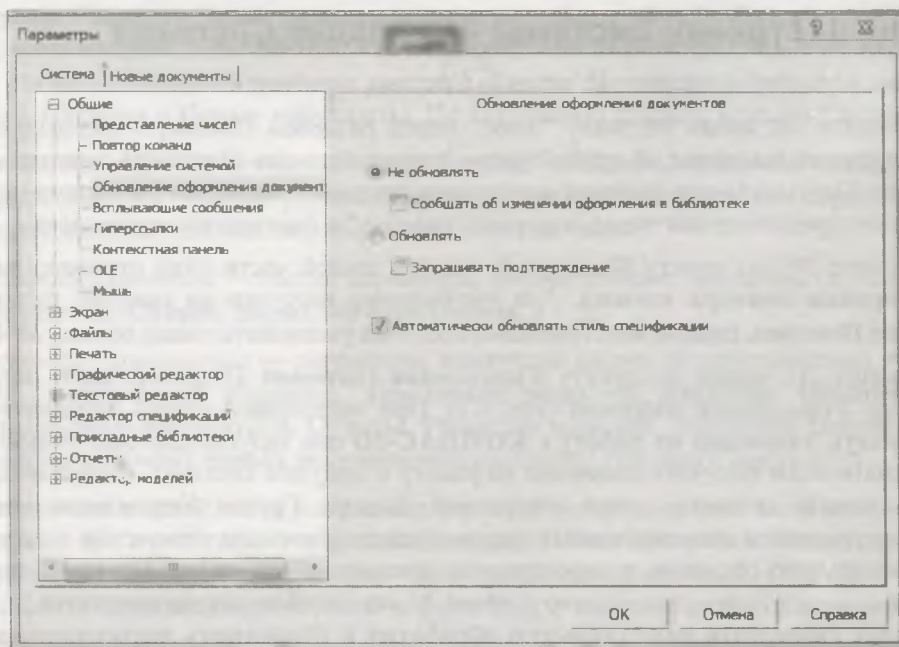 Параметры
Система
Новые документы
Общие
Представление чисел
Повтор команд
Управление системой
Обновление оформления документ
Всплывающие сообщения
Гиперссылки
Контекстная панель
OLE
Мышь
Экран
Файлы
Печать
Графический редактор
Текстовый редактор
Редактор спецификаций
Прикладные библиотеки
Отчеты
Редактор моделей
Обновление оформления документов
Не обновлять
Сообщать об изменении оформления в библиотеке
Обновлять
Запрашивать подтверждение
Автоматически обновлять стиль спецификации
OK
Отмена
Справка